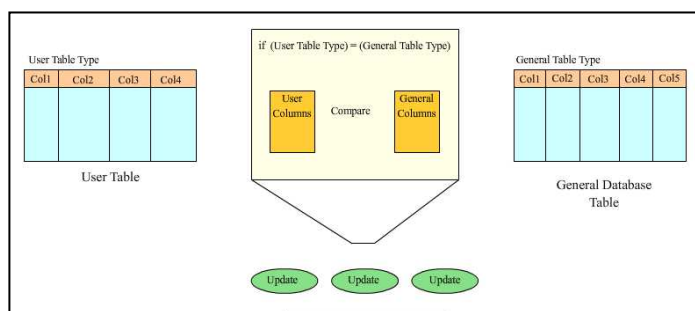 if (User Table Type) = (General Table Type)
User Table Type
Col1 Col2 Col3 Col4
User Table
User
Columns
Compare
General
Columns
General Table Type
Col1 Col2 Col3 Col4 Col5
General Database
Table
Update Update Update